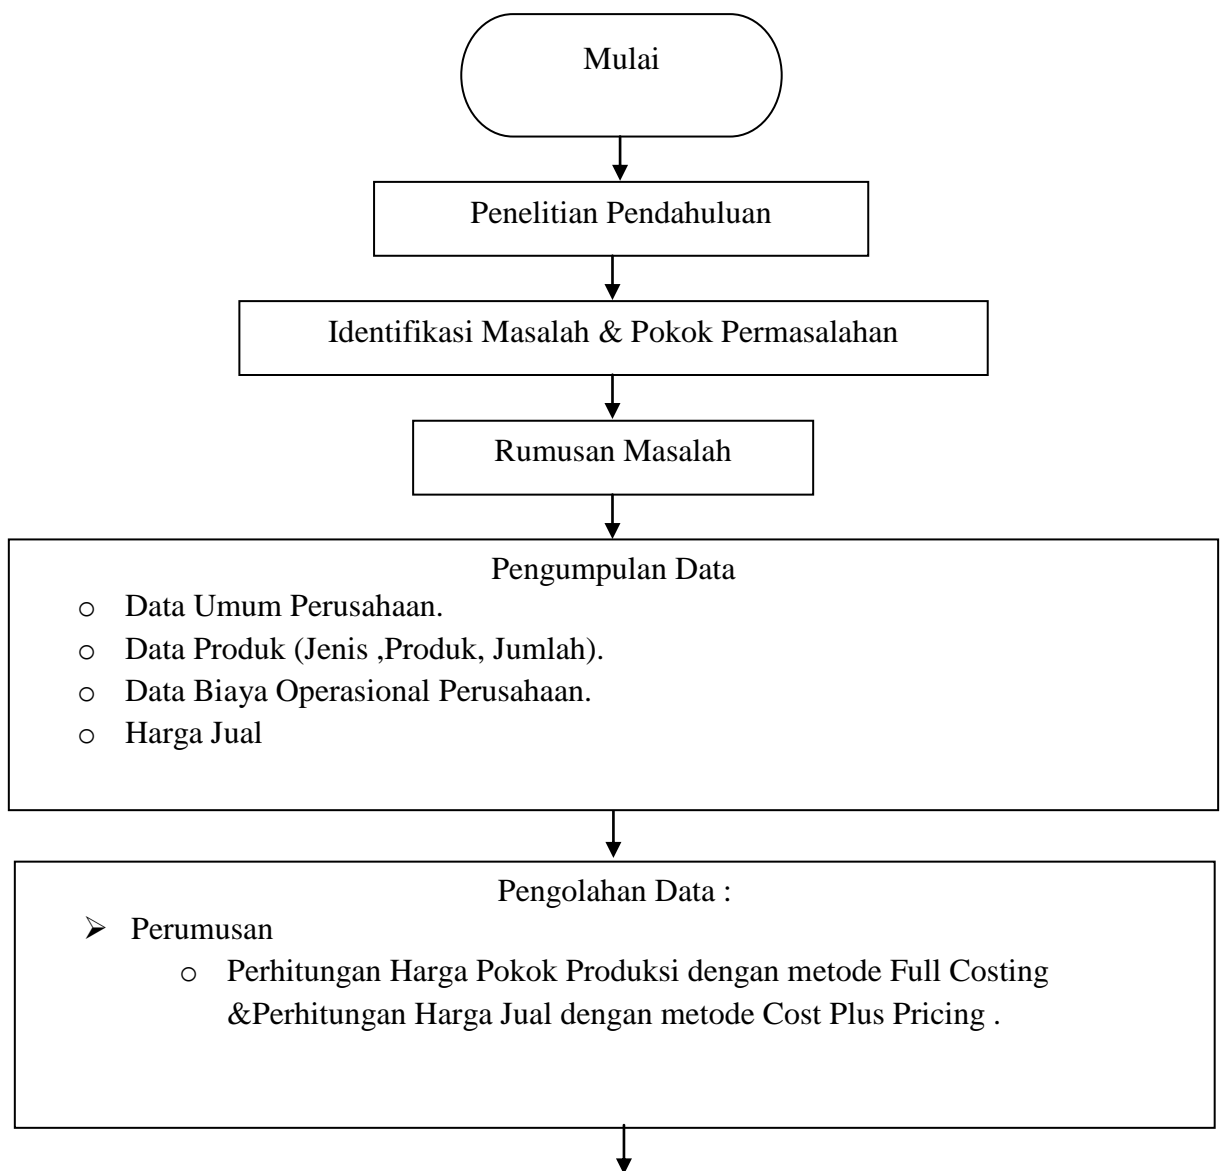 Mulai
Penelitian Pendahuluan
Identifikasi Masalah & Pokok Permasalahan
Rumusan Masalah
Pengumpulan Data
o Data Umum Perusahaan.
o Data Produk (Jenis ,Produk, Jumlah).
o Data Biaya Operasional Perusahaan.
o Harga Jual
Pengolahan Data :
➢ Perumusan
o Perhitungan Harga Pokok Produksi dengan metode Full Costing
&Perhitungan Harga Jual dengan metode Cost Plus Pricing .